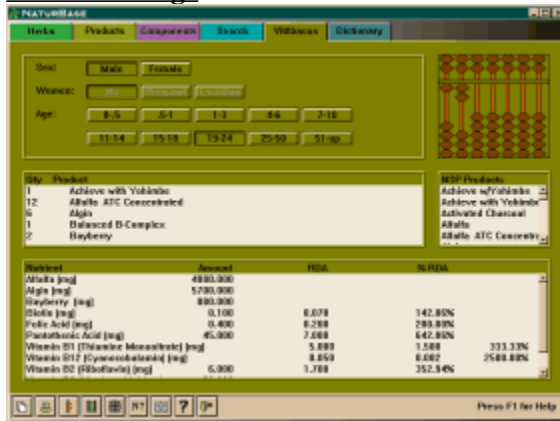 NATURBASE
Herbs Products Components Search Wellness Dictionary
Sex: Male Female
Women: No Pregnant Lactating
Age: 0-.5 .5-1 1-3 4-6 7-10
11-14 15-18 19-24 25-50 51-up
Qty Product
1 Achieve with Yohimbe
12 Alfalfa ATC Concentrated
6 Algin
1 Balanced B-Complex
2 Bayberry
NSP Products
Achieve w/Yohimbe
Achieve with Yohimbe
Activated Charcoal
Alfalfa
Alfalfa ATC Concentr
Nutrient Amount RDA % RDA
Alfalfa (mg) 4080.000
Algin (mg) 5700.000
Bayberry (mg) 880.000
Biotin (mg) 0.100 0.070 142.86%
Folic Acid (mg) 0.400 0.200 200.00%
Pantothenic Acid (mg) 45.000 7.000 642.86%
Vitamin B1 (Thiamine Mononitrate) (mg) 5.000 1.500 333.33%
Vitamin B12 (Cyanocobalamin) (mg) 0.050 0.002 2500.00%
Vitamin B2 (Riboflavin) (mg) 6.000 1.700 352.94%
N?
?
Press F1 for Help